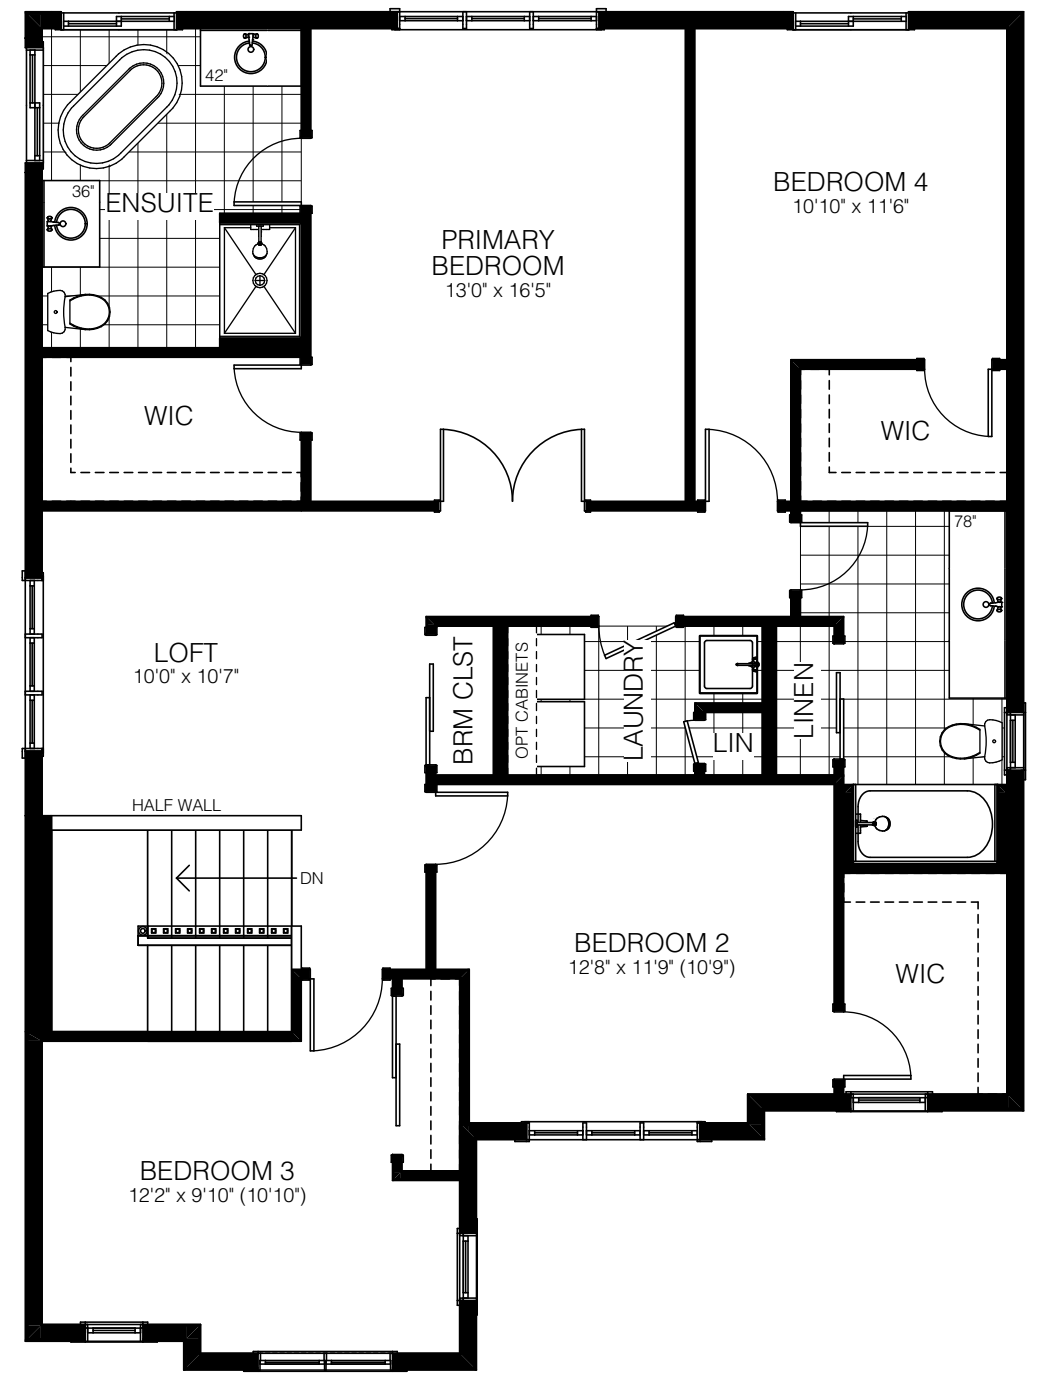 42"
36"
ENSUITE
BEDROOM 4
10'10" x 11'6"
PRIMARY
BEDROOM
13'0" x 16'5"
WIC
WIC
78"
LOFT
10'0" x 10'7"
BRM CLST
OPT CABINETS
LAUNDRY
LIN
LINEN
HALF WALL
DN
BEDROOM 2
12'8" x 11'9" (10'9")
WIC
BEDROOM 3
12'2" x 9'10" (10'10")